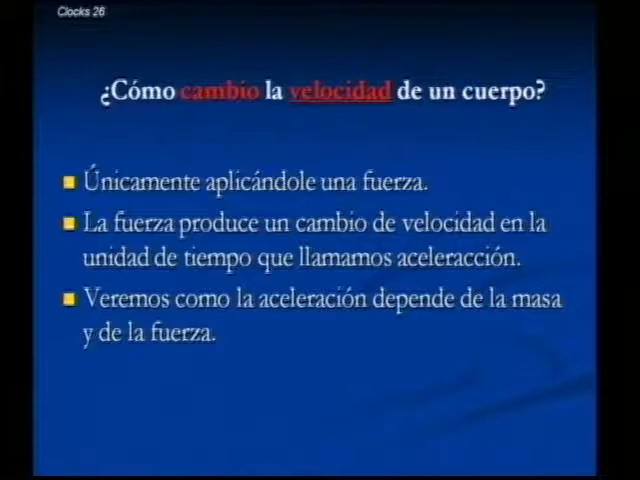 Clocks 26
¿Cómo cambio la velocidad de un cuerpo?
Únicamente aplicándole una fuerza.
La fuerza produce un cambio de velocidad en la
unidad de tiempo que llamamos aceleracción.
Veremos como la aceleración depende de la masa
y de la fuerza.